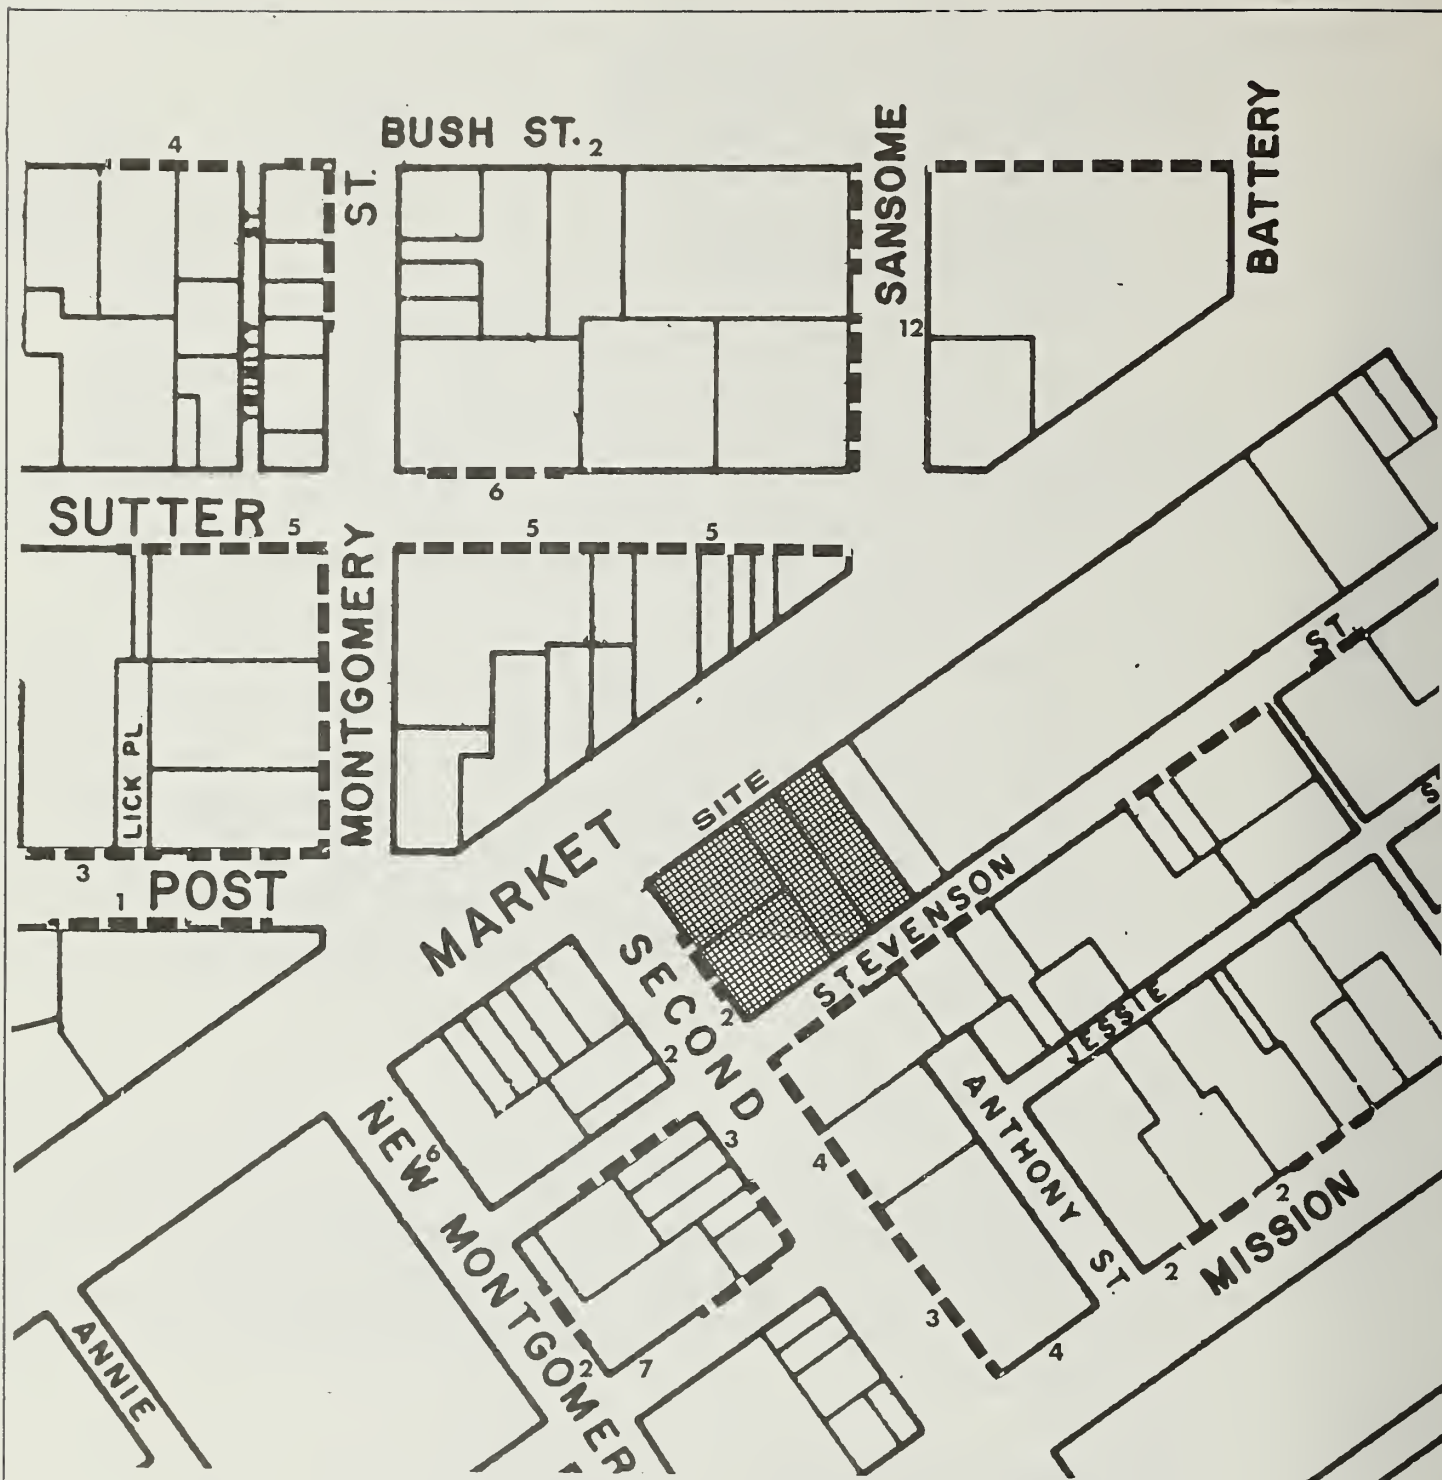 BUSH ST.
2
4
ST.
SANSOME
BATTERY
12
6
SUTTER
5
5
5
MONTGOMERY
LICK PL.
3
1
POST
MARKET
SITE
ST.
STEVENSON
SECOND
2
2
JESSIE
ANTHONY ST.
3
6
4
NEW MONTGOMER
2
2
MISSION
3
4
2
7
ANNIE
S